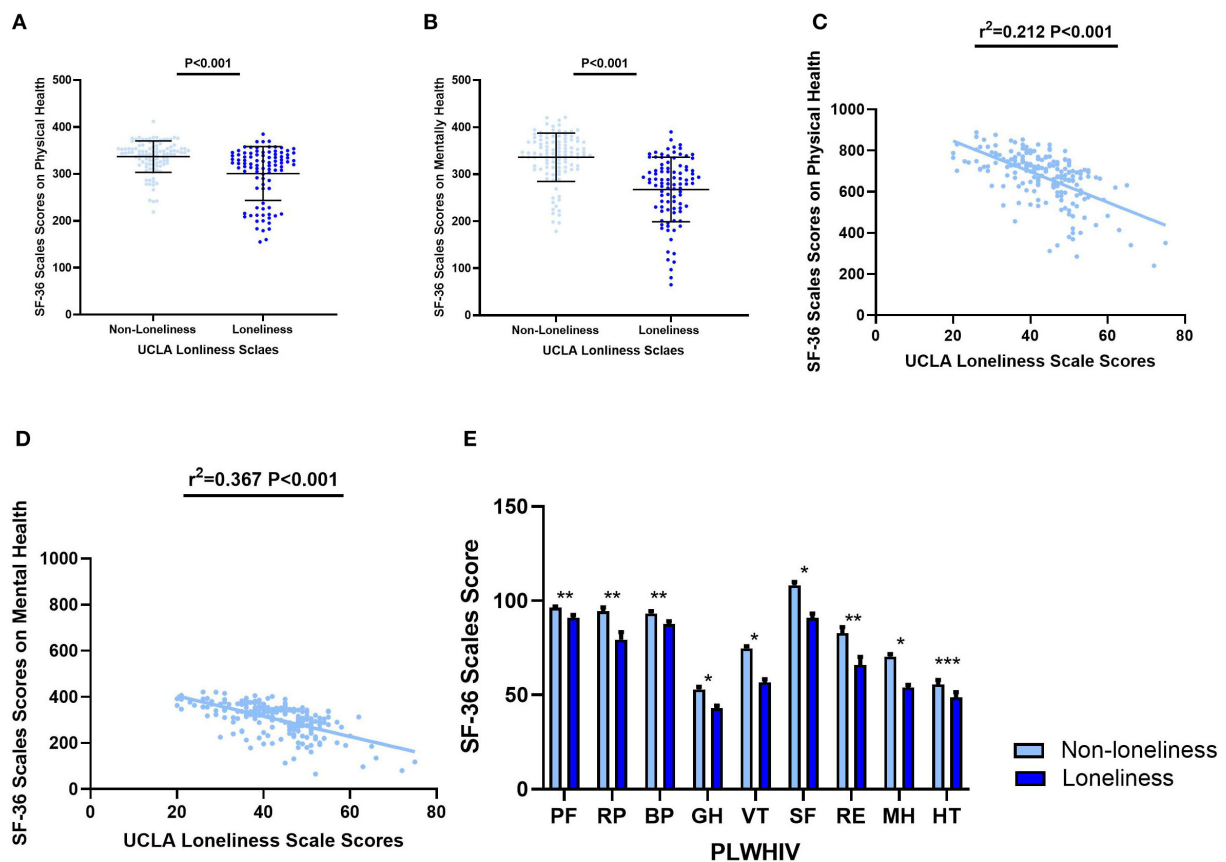 A
P<0.001
SF-36 Scales Scores on Physical Health
500
400
300
200
100
0
Non-Loneliness Loneliness
UCLA Lonliness Sclaes
B
P<0.001
SF-36 Scales Scores on Mentally Health
500
400
300
200
100
0
Non-Loneliness Loneliness
UCLA Lonliness Sclaes
C
r²=0.212 P<0.001
SF-36 Scales Scores on Physical Health
1000
800
600
400
200
0
0 20 40 60 80
UCLA Loneliness Scale Scores
D
r²=0.367 P<0.001
SF-36 Scales Scores on Mental Health
1000
800
600
400
200
0
0 20 40 60 80
UCLA Loneliness Scale Scores
E
SF-36 Scales Score
150
100
50
0
** ** ** * * * ** * ***
PF RP BP GH VT SF RE MH HT
PLWHIV
Non-loneliness
Loneliness